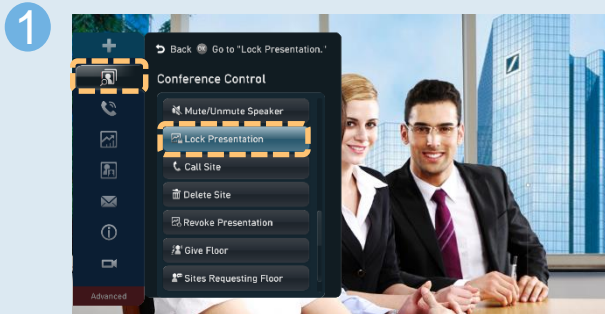 1
Back OK Go to "Lock Presentation."
Conference Control
Mute/Unmute Speaker
Lock Presentation
Call Site
Delete Site
Revoke Presentation
Give Floor
Sites Requesting Floor
Advanced